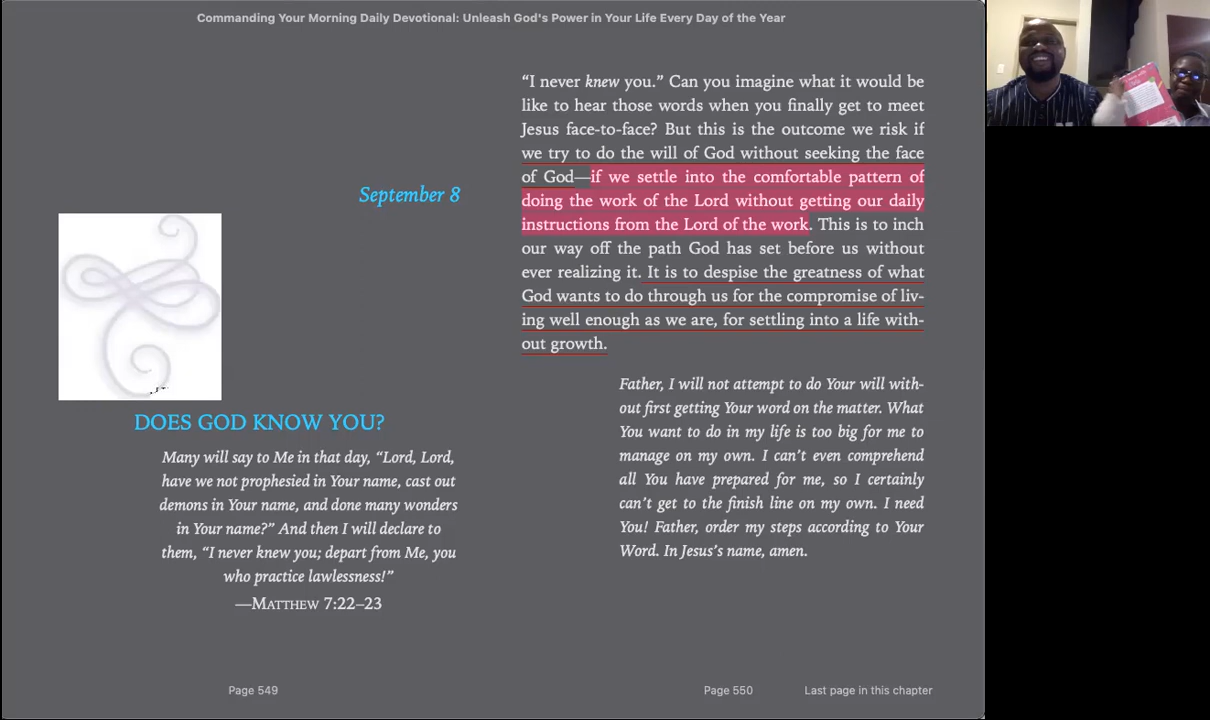 Commanding Your Morning Daily Devotional: Unleash God's Power in Your Life Every Day of the Year
September 8
DOES GOD KNOW YOU?
Many will say to Me in that day, “Lord, Lord,
have we not prophesied in Your name, cast out
demons in Your name, and done many wonders
in Your name?” And then I will declare to
them, “I never knew you; depart from Me, you
who practice lawlessness!”
—MATTHEW 7:22–23
Page 549
“I never knew you.” Can you imagine what it would be
like to hear those words when you finally get to meet
Jesus face-to-face? But this is the outcome we risk if
we try to do the will of God without seeking the face
of God—if we settle into the comfortable pattern of
doing the work of the Lord without getting our daily
instructions from the Lord of the work. This is to inch
our way off the path God has set before us without
ever realizing it. It is to despise the greatness of what
God wants to do through us for the compromise of liv-
ing well enough as we are, for settling into a life with-
out growth.
Father, I will not attempt to do Your will with-
out first getting Your word on the matter. What
You want to do in my life is too big for me to
manage on my own. I can’t even comprehend
all You have prepared for me, so I certainly
can’t get to the finish line on my own. I need
You! Father, order my steps according to Your
Word. In Jesus’s name, amen.
Page 550
Last page in this chapter